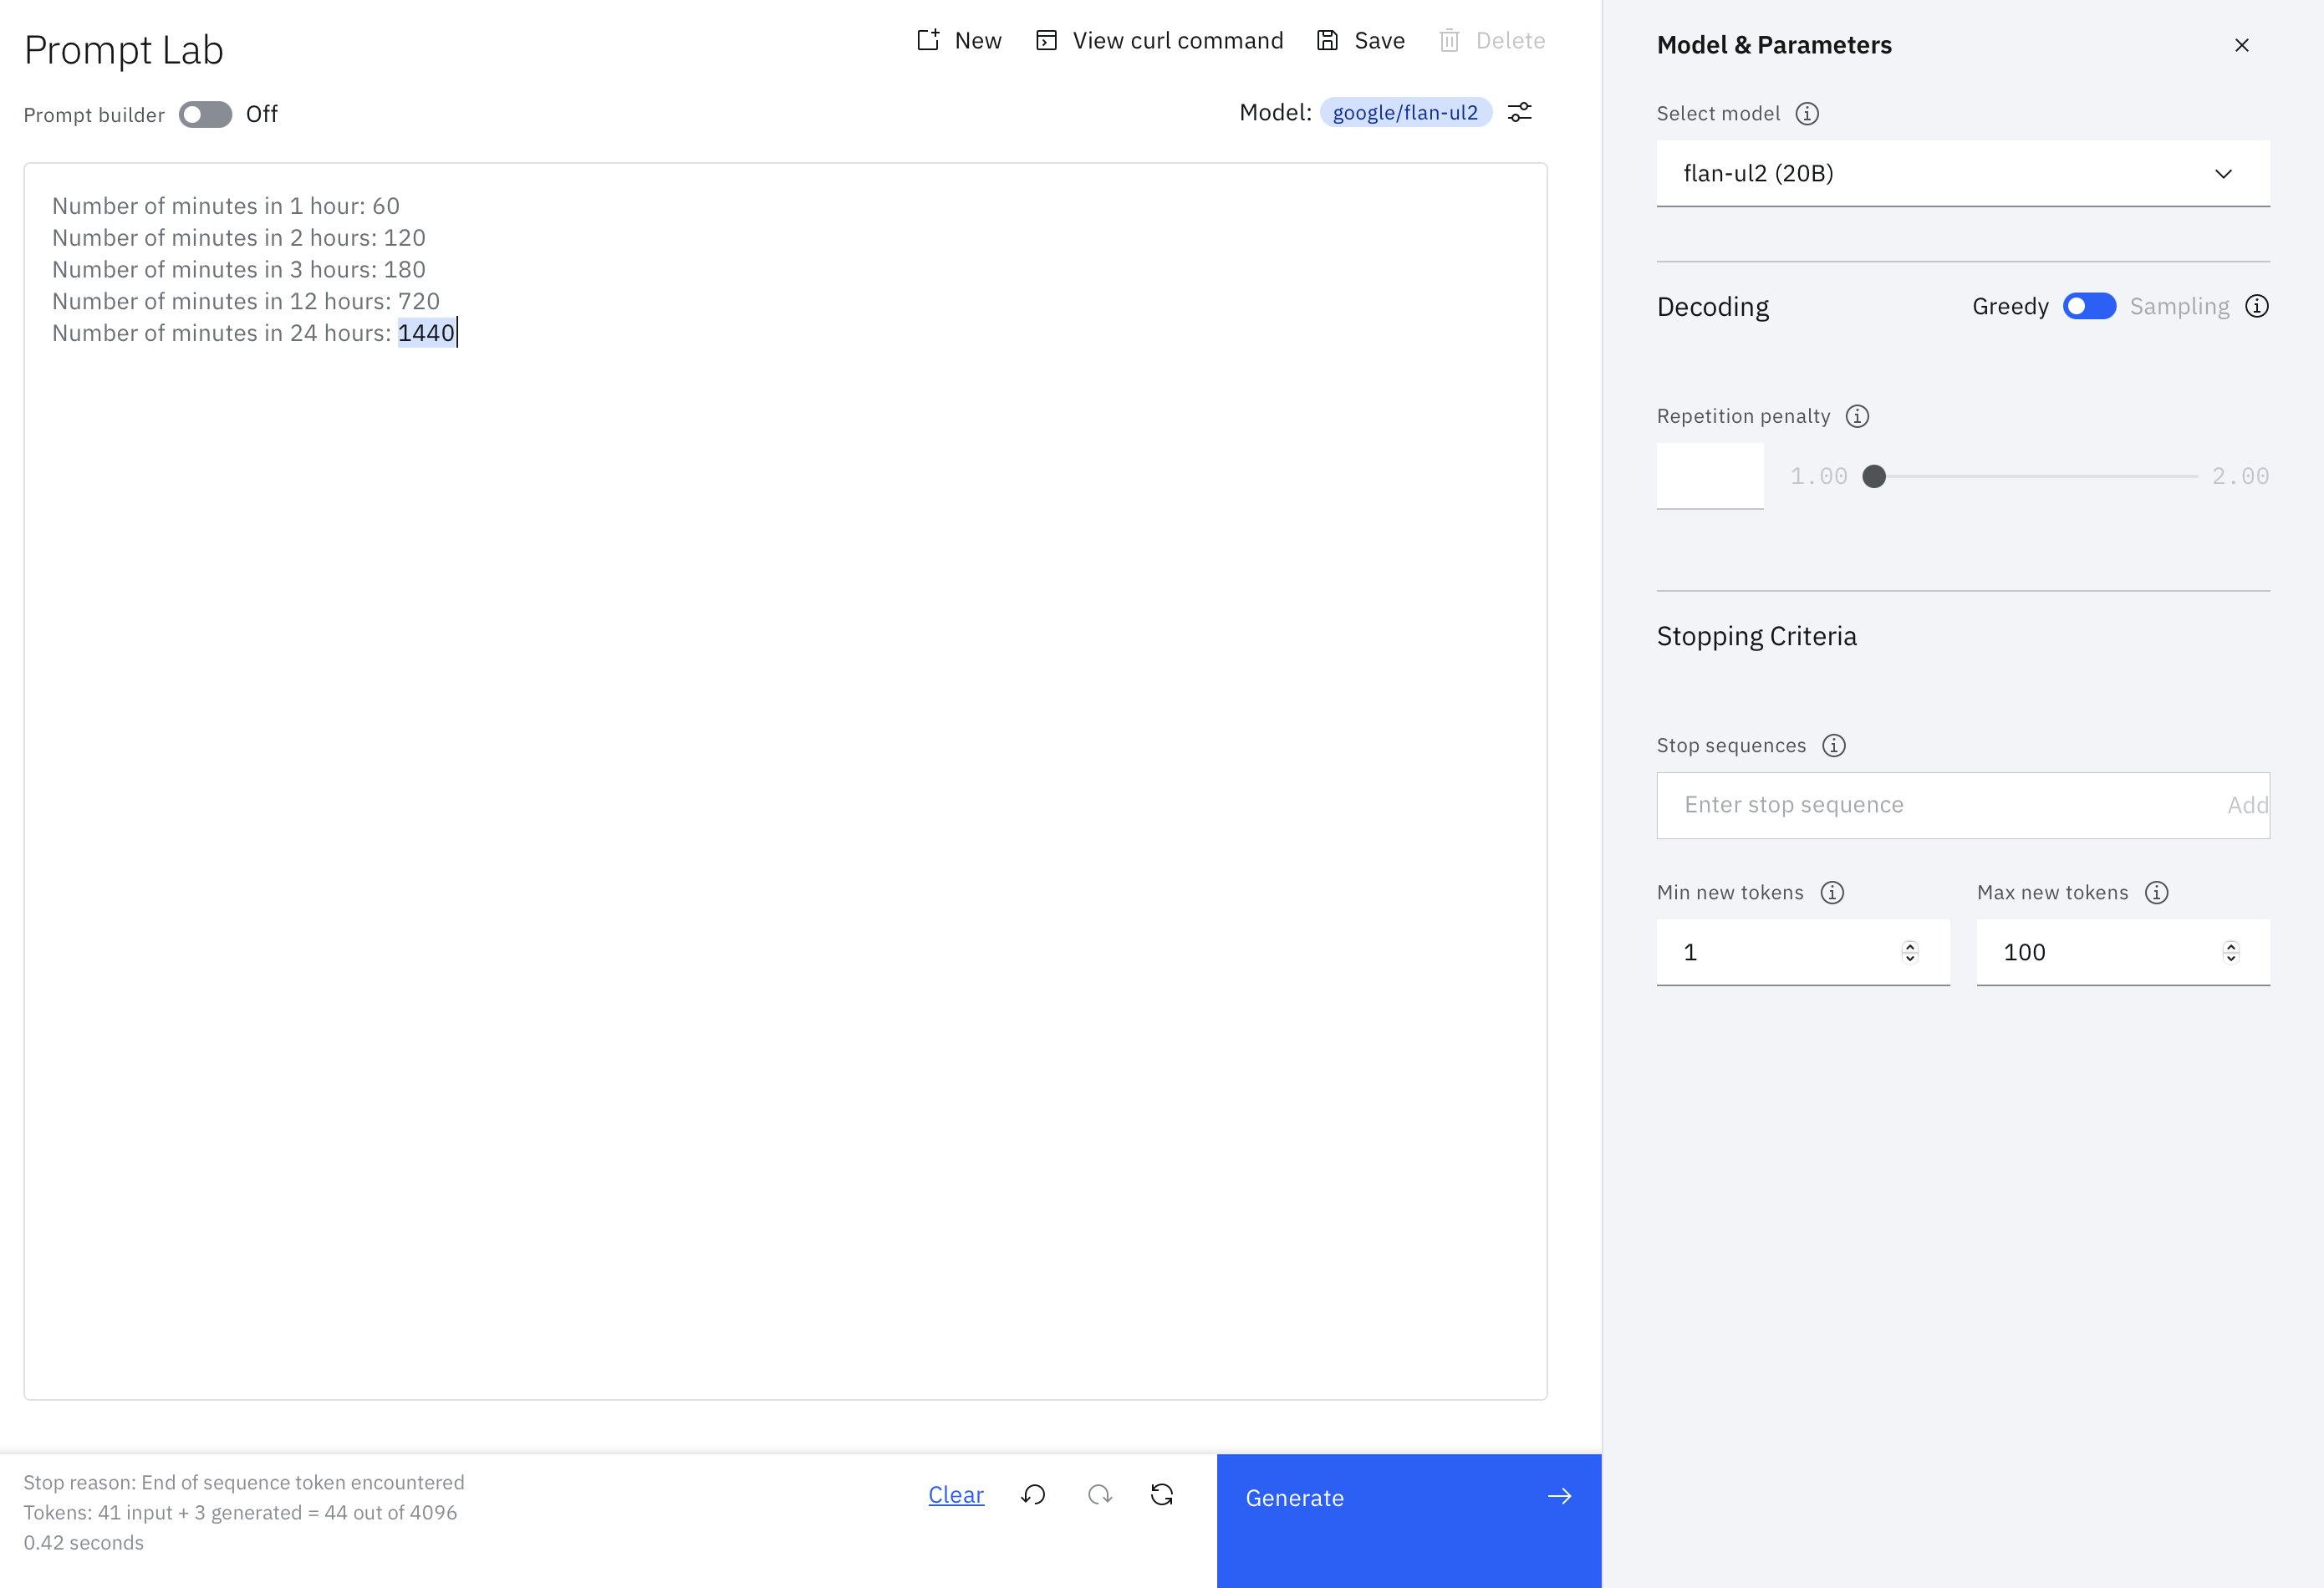 Prompt Lab
New
View curl command
Save
Delete
Prompt builder
Off
Model: google/flan-ul2
Number of minutes in 1 hour: 60
Number of minutes in 2 hours: 120
Number of minutes in 3 hours: 180
Number of minutes in 12 hours: 720
Number of minutes in 24 hours: 1440
Stop reason: End of sequence token encountered
Tokens: 41 input + 3 generated = 44 out of 4096
0.42 seconds
Clear
Generate
Model & Parameters
Select model
flan-ul2 (20B)
Decoding
Greedy
Sampling
Repetition penalty
1.00
2.00
Stopping Criteria
Stop sequences
Enter stop sequence
Add
Min new tokens
Max new tokens
1
100